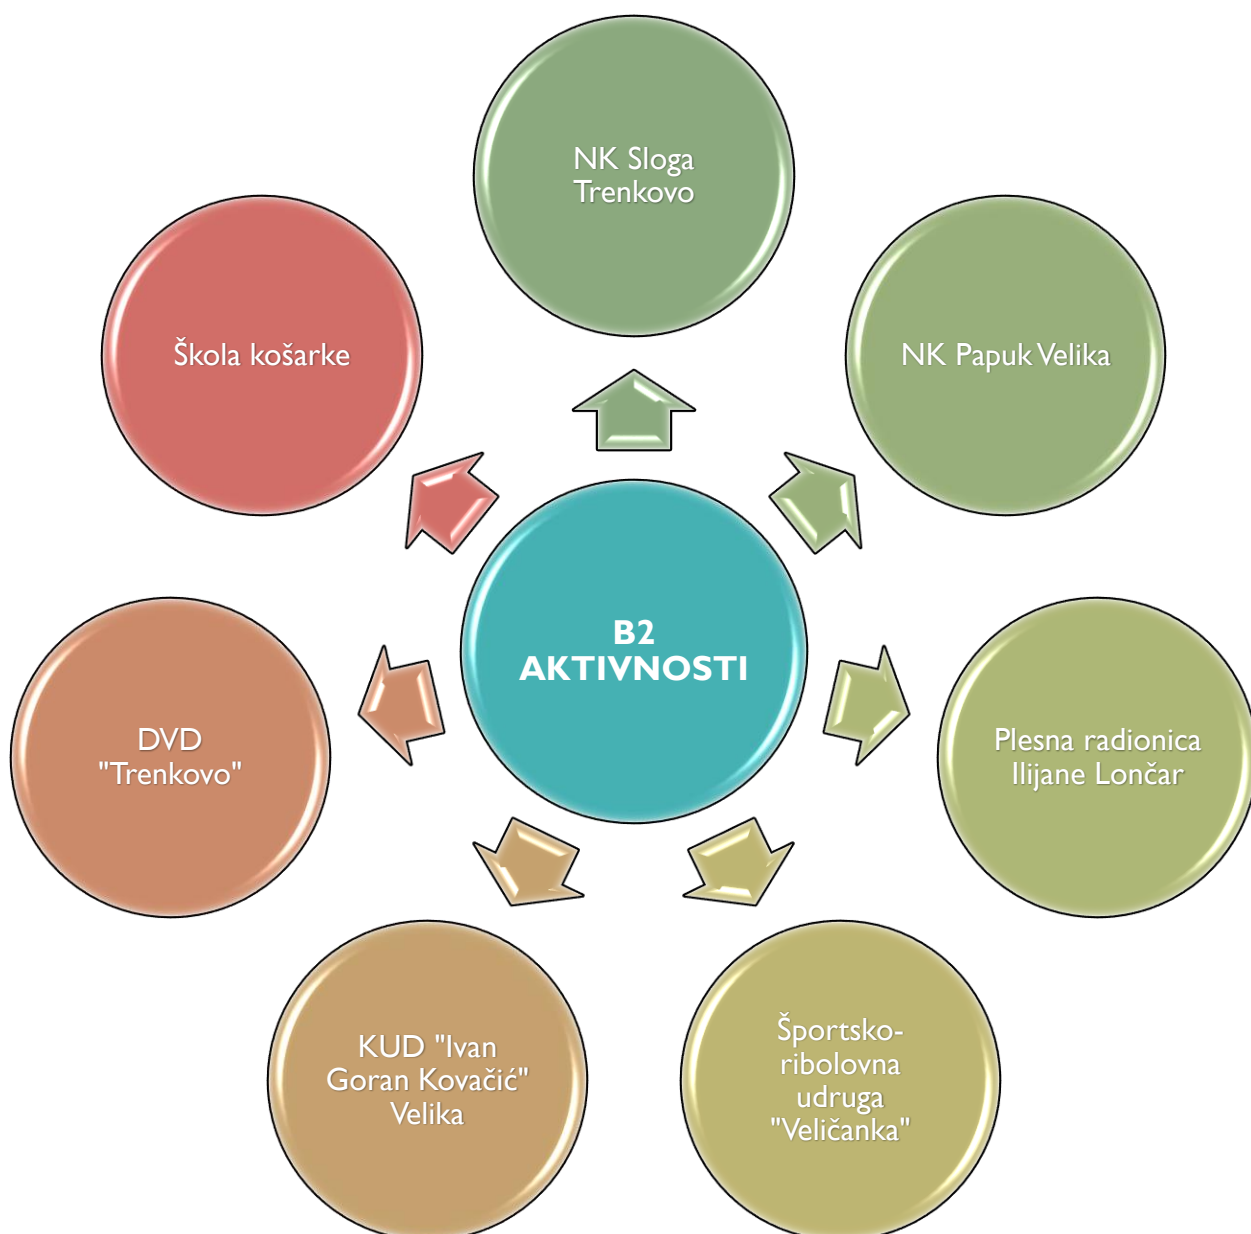 NK Sloga
Trenkovo
Škola košarke
NK Papuk Velika
B2
AKTIVNOSTI
DVD
"Trenkovo"
Plesna radionica
Ilijane Lončar
KUD "Ivan
Goran Kovačić"
Velika
Športsko-
ribolovna
udruga
"Veličanka"